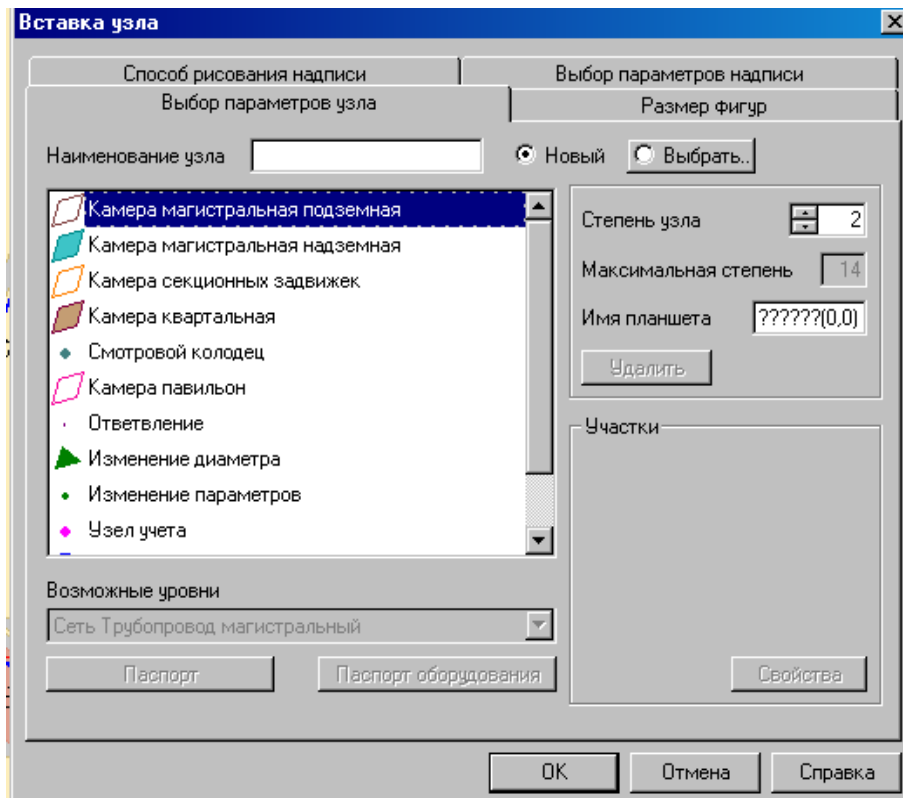 Вставка узла
Способ рисования надписи
Выбор параметров надписи
Выбор параметров узла
Размер фигур
Наименование узла
Новый
Выбрать..
Камера магистральная подземная
Камера магистральная надземная
Камера секционных задвижек
Камера квартальная
Смотровой колодец
Камера павильон
Ответвление
Изменение диаметра
Изменение параметров
Узел учета
Степень узла 2
Максимальная степень 14
Имя планшета ??????(0,0)
Удалить
Участки
Возможные уровни
Сеть Трубопровод магистральный
Паспорт
Паспорт оборудования
Свойства
OK
Отмена
Справка